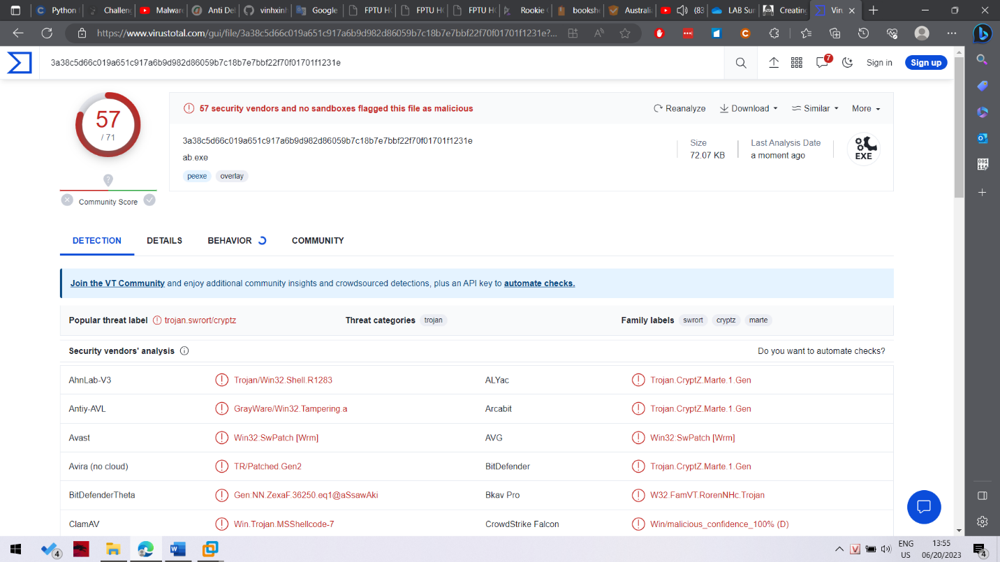 Python
Challeng
Malware
Anti Del
vinhxinh
Google
FPTU HO
FPTU HO
FPTU HO
Rookie
bookshe
Australia
(83
LAB Sur
Creating
Viru
https://www.virustotal.com/gui/file/3a38c5d66c019a651c917a6b9d982d86059b7c18b7e7bbf22f70f01701f1231e?...
3a38c5d66c019a651c917a6b9d982d86059b7c18b7e7bbf22f70f01701f1231e
7
Sign in
Sign up
57
/ 71
Community Score
57 security vendors and no sandboxes flagged this file as malicious
Reanalyze
Download
Similar
More
3a38c5d66c019a651c917a6b9d982d86059b7c18b7e7bbf22f70f01701f1231e
ab.exe
peexe
overlay
Size
72.07 KB
Last Analysis Date
a moment ago
EXE
DETECTION
DETAILS
BEHAVIOR
COMMUNITY
Join the VT Community and enjoy additional community insights and crowdsourced detections, plus an API key to automate checks.
Popular threat label trojan.swrort/cryptz
Threat categories trojan
Family labels swrort cryptz marte
Security vendors' analysis
Do you want to automate checks?
AhnLab-V3 Trojan/Win32.Shell.R1283
ALYac Trojan.CryptZ.Marte.1.Gen
Antiy-AVL GrayWare/Win32.Tampering.a
Arcabit Trojan.CryptZ.Marte.1.Gen
Avast Win32:SwPatch [Wrm]
AVG Win32:SwPatch [Wrm]
Avira (no cloud) TR/Patched.Gen2
BitDefender Trojan.CryptZ.Marte.1.Gen
BitDefenderTheta Gen:NN.ZexaF.36250.eq1@aSsawAki
Bkav Pro W32.FamVT.RorenNHc.Trojan
ClamAV Win.Trojan.MSShellcode-7
CrowdStrike Falcon Win/malicious_confidence_100% (D)
4
ENG
US
13:55
06/20/2023
4